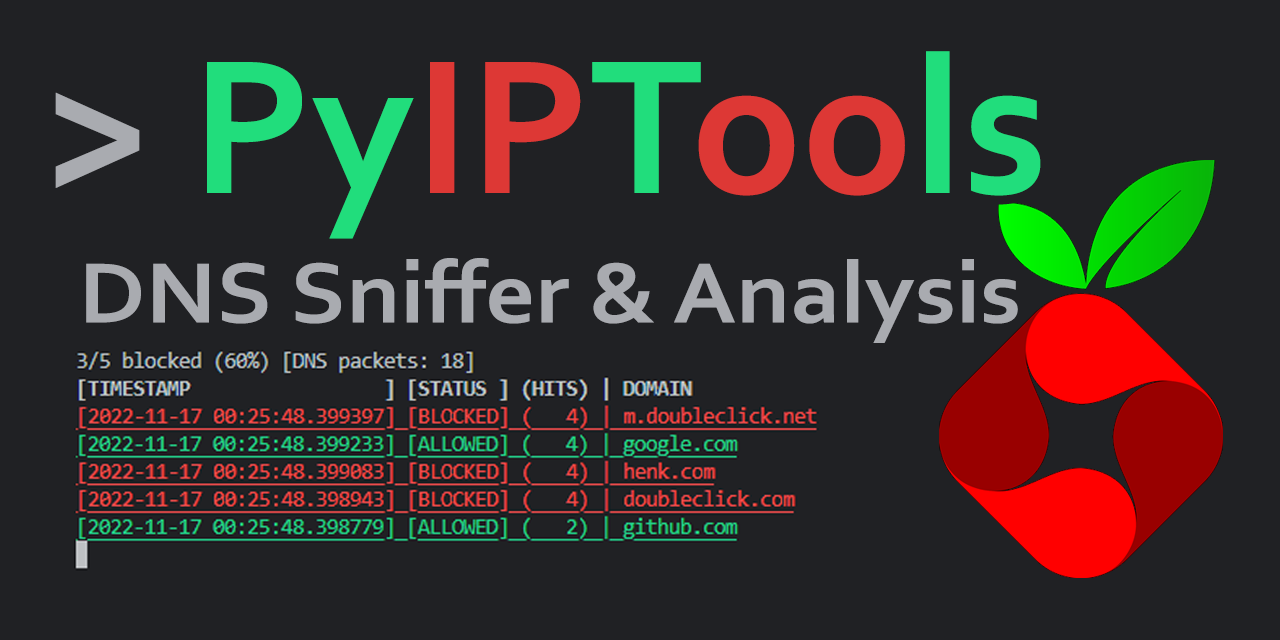 > PyIPTools
DNS Sniffer & Analysis
3/5 blocked (60%) [DNS packets: 18]
[TIMESTAMP                 ] [STATUS ] (HITS) | DOMAIN
[2022-11-17 00:25:48.399397] [BLOCKED] (   4) | m.doubleclick.net
[2022-11-17 00:25:48.399233] [ALLOWED] (   4) | google.com
[2022-11-17 00:25:48.399083] [BLOCKED] (   4) | henk.com
[2022-11-17 00:25:48.398943] [BLOCKED] (   4) | doubleclick.com
[2022-11-17 00:25:48.398779] [ALLOWED] (   2) | github.com